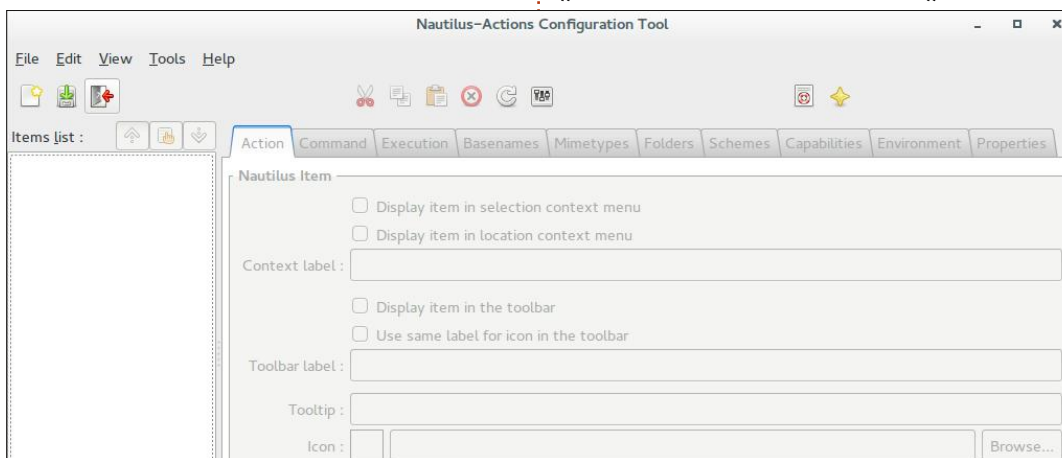 Nautilus-Actions Configuration Tool
File Edit View Tools Help
Items list :
Action Command Execution Basenames Mimetypes Folders Schemes Capabilities Environment Properties
Nautilus Item
Display item in selection context menu
Display item in location context menu
Context label :
Display item in the toolbar
Use same label for icon in the toolbar
Toolbar label :
Tooltip :
Icon :
Browse...